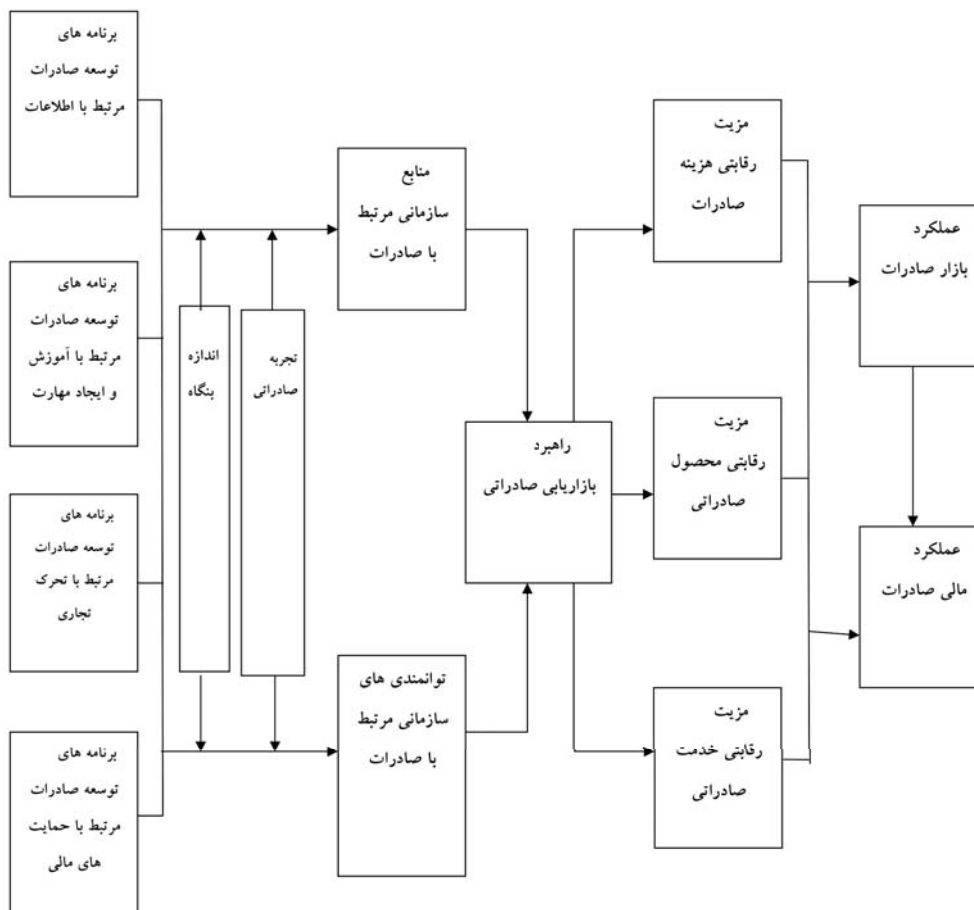 برنامه های
توسعه صادرات
مرتبط با اطلاعات
برنامه های
توسعه صادرات
مرتبط با آموزش
و ایجاد مهارت
برنامه های
توسعه صادرات
مرتبط با تحرک
تجاری
برنامه های
توسعه صادرات
مرتبط با حمایت
های مالی
اندازه
بنگاه
تجربه
صادراتی
منابع
سازمانی مرتبط
با صادرات
توانمندی های
سازمانی مرتبط
با صادرات
راهبرد
بازاریابی صادراتی
مزیت
رقابتی هزینه
صادرات
مزیت
رقابتی محصول
صادراتی
مزیت
رقابتی خدمت
صادراتی
عملکرد
بازار صادرات
عملکرد
مالی صادرات